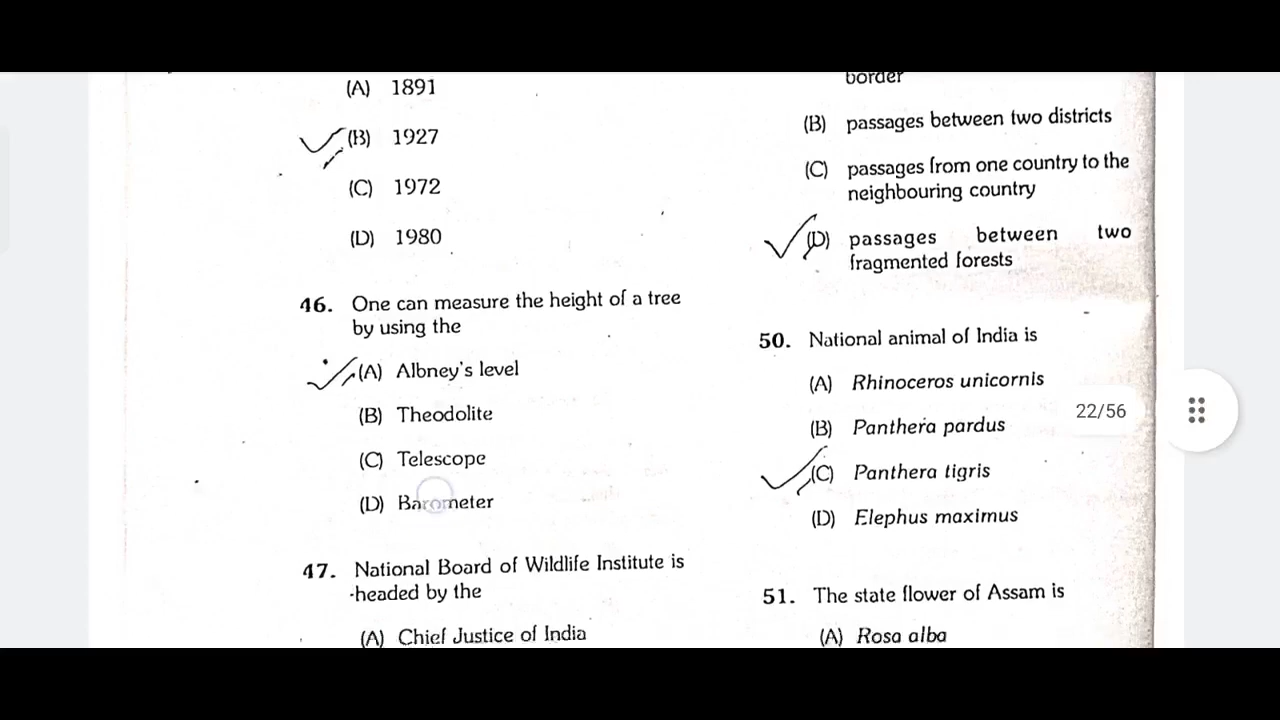 (A) 1891
(B) 1927
(C) 1972
(D) 1980
46. One can measure the height of a tree
by using the
(A) Albney's level
(B) Theodolite
(C) Telescope
(D) Barometer
47. National Board of Wildlife Institute is
headed by the
(A) Chief Justice of India
border
(B) passages between two districts
(C) passages from one country to the
neighbouring country
(D) passages between two
fragmented forests
50. National animal of India is
(A) Rhinoceros unicornis
(B) Panthera pardus
(C) Panthera tigris
(D) Elephus maximus
51. The state flower of Assam is
(A) Rosa alba
22/56